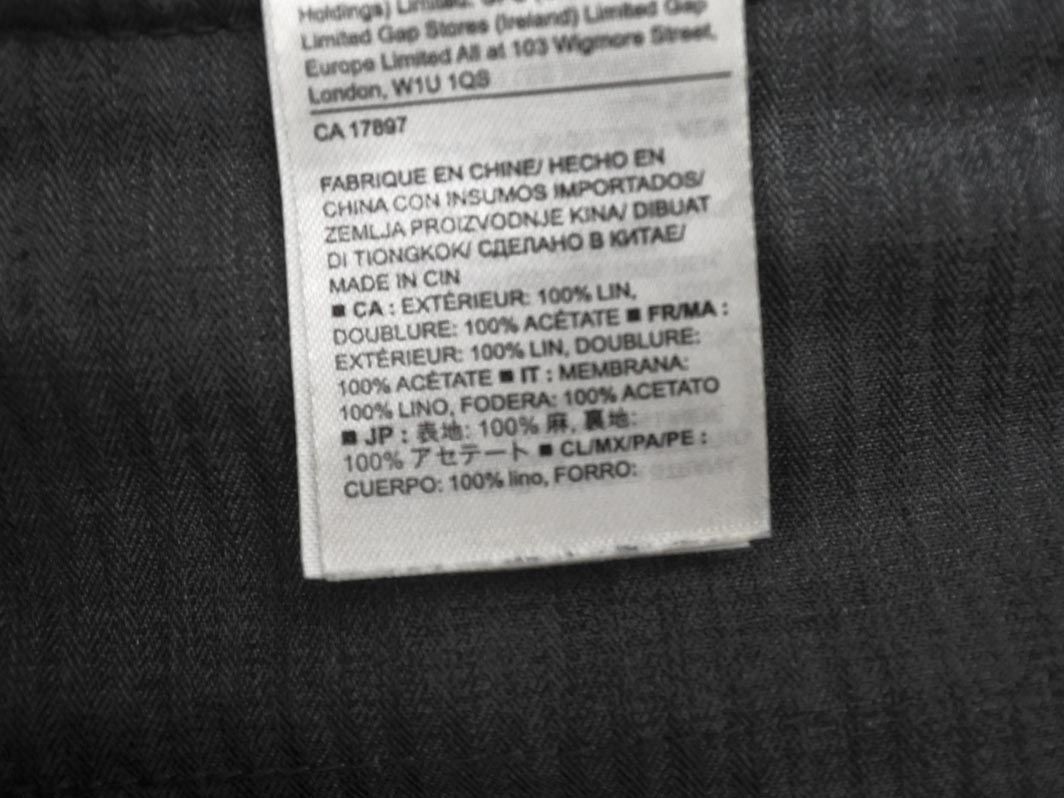 Holdings) Limited.
Limited Gap Stores (Ireland) Limited Gap
Europe Limited All at 103 Wigmore Street,
London, W1U 1QS
CA 17897
FABRIQUE EN CHINE/ HECHO EN
CHINA CON INSUMOS IMPORTADOS/
ZEMLJA PROIZVODNJE KINA/ DIBUAT
DI TIONGKOK/ СДЕЛАНО В КИТАЕ/
MADE IN CIN
■ CA : EXTÉRIEUR: 100% LIN,
DOUBLURE: 100% ACÉTATE ■ FR/MA :
EXTÉRIEUR: 100% LIN, DOUBLURE:
100% ACÉTATE ■ IT : MEMBRANA:
100% LINO, FODERA: 100% ACETATO
■ JP : 表地: 100% 麻, 裏地:
100% アセテート ■ CL/MX/PA/PE :
CUERPO: 100% lino, FORRO: